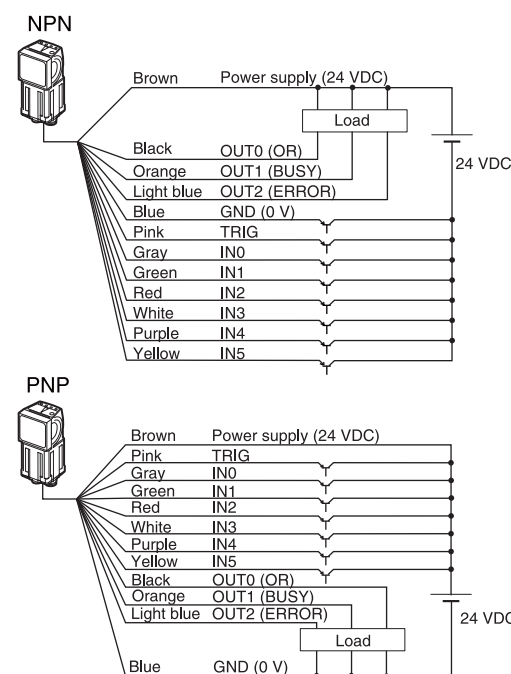 NPN
Brown Power supply (24 VDC)
Load
Black OUT0 (OR)
Orange OUT1 (BUSY)
24 VDC
Light blue OUT2 (ERROR)
Blue GND (0 V)
Pink TRIG
Gray IN0
Green IN1
Red IN2
White IN3
Purple IN4
Yellow IN5
PNP
Brown Power supply (24 VDC)
Pink TRIG
Gray IN0
Green IN1
Red IN2
White IN3
Purple IN4
Yellow IN5
Black OUT0 (OR)
Orange OUT1 (BUSY)
Light blue OUT2 (ERROR)
24 VDC
Load
Blue GND (0 V)